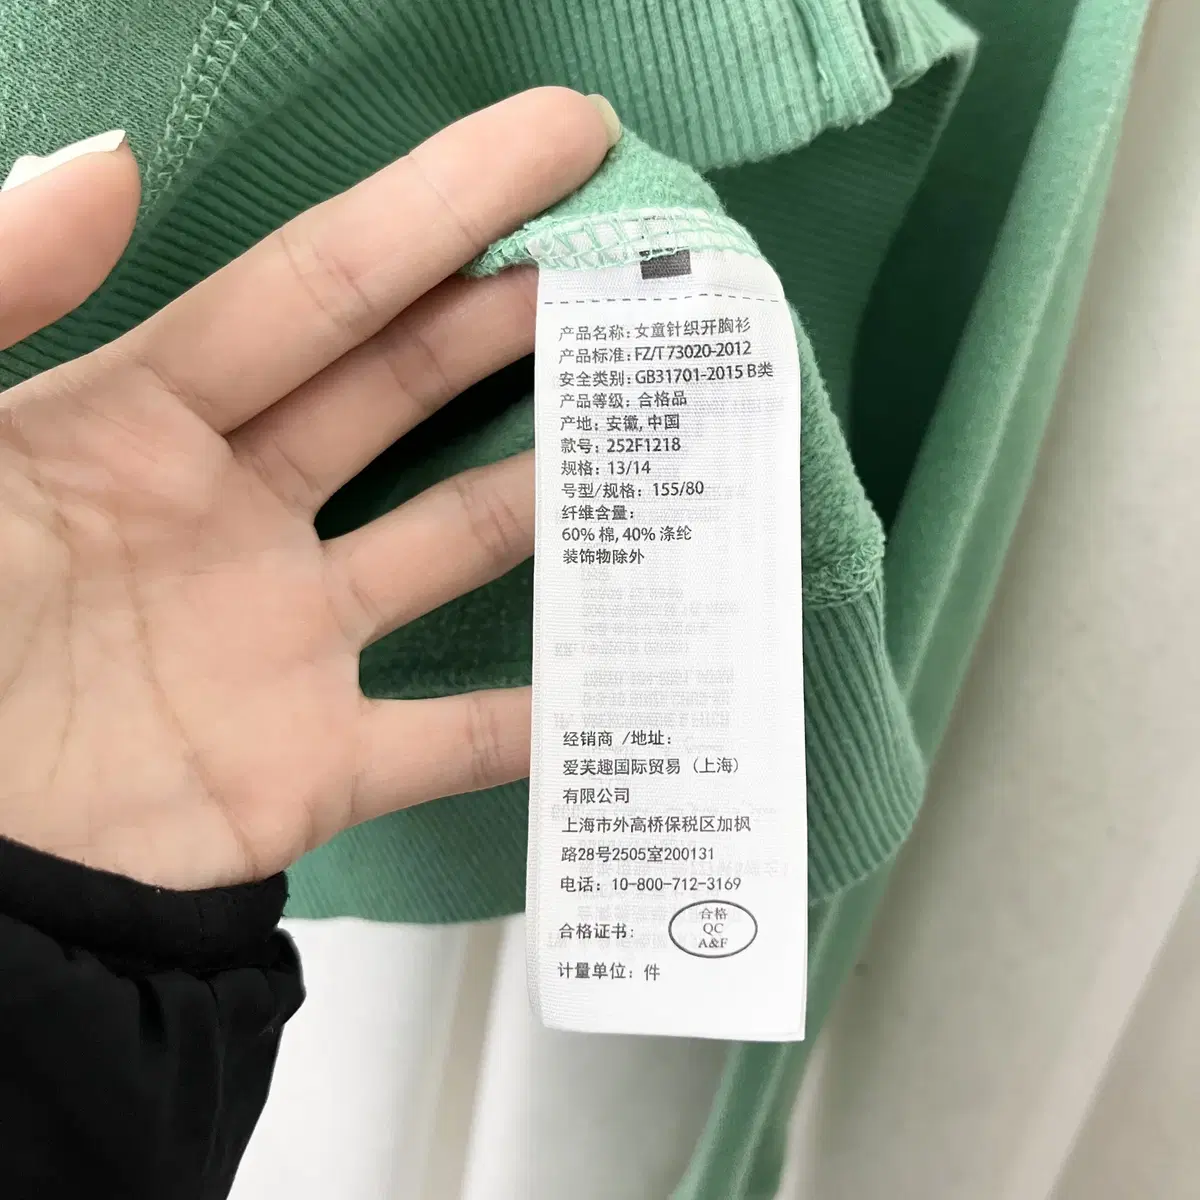 产品名称：女童针织开胸衫
产品标准：FZ/T 73020-2012
安全类别：GB31701-2015 B类
产品等级：合格品
产地：安徽，中国
款号：252F1218
规格：13/14
号型/规格：155/80
纤维含量：
60% 棉，40% 涤纶
装饰物除外
经销商 /地址：
爱芙趣国际贸易（上海）
有限公司
上海市外高桥保税区加枫
路28号2505室200131
电话：10-800-712-3169
合格证书：
合格
QC
A&F
计量单位：件